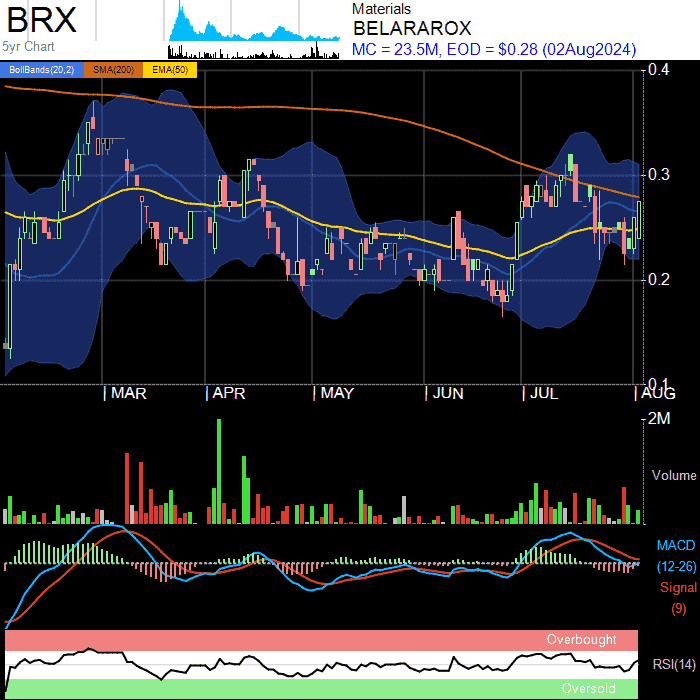 BRX
5yr Chart
Materials
BELARAROX
MC = 23.5M, EOD = $0.28 (02Aug2024)
BollBands(20,2) SMA(200) EMA(50)
0.4
0.3
0.2
0.1
MAR APR MAY JUN JUL AUG
2M
Volume
MACD
(12-26)
Signal
(9)
Overbought
RSI(14)
Oversold